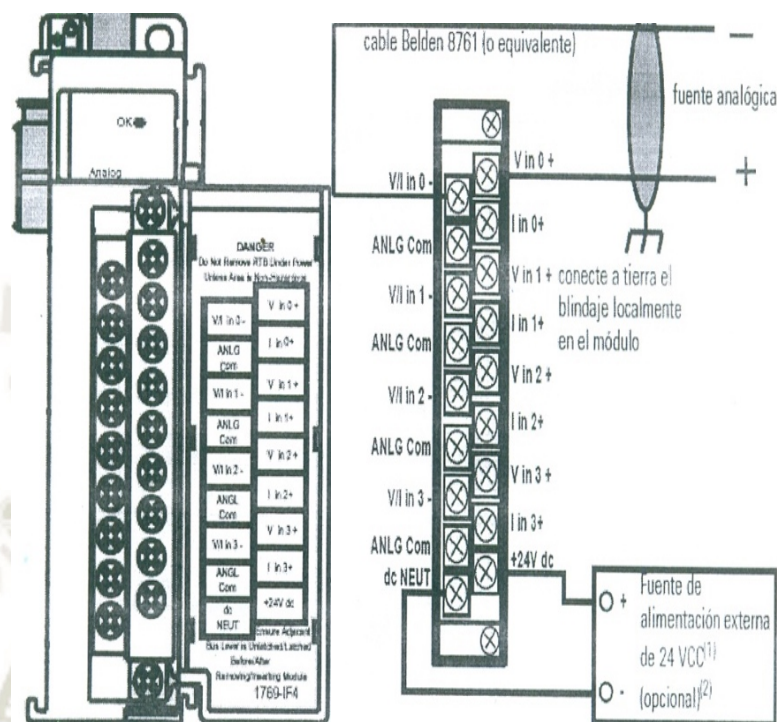 OK
Analog
DANGER
Do Not Remove RTB Under Power
Unless Area is Non-Hazardous
V in 0+
V/I in 0-
I in 0+
ANLG
Com
V in 1+
V/I in 1-
I in 1+
ANLG
Com
V in 2+
V/I in 2-
I in 2+
ANGL
Com
V in 3+
V/I in 3-
I in 3+
ANGL
Com
+24V dc
dc
NEUT
Ensure Adjacent
Bus Lever is Unlatched/Latched
Before/After
Removing/Inserting Module
1769-IF4
cable Belden 8761 (o equivalente)
fuente analógica
−
+
V in 0 +
V/I in 0 -
I in 0+
ANLG Com
V in 1 +
V/I in 1 -
I in 1+
ANLG Com
V in 2 +
V/I in 2 -
I in 2+
ANLG Com
V in 3 +
V/I in 3 -
I in 3+
ANLG Com
+24V dc
dc NEUT
conecte a tierra el
blindaje localmente
en el módulo
+
Fuente de
alimentación externa
de 24 VCC(1)
-
(opcional)(2)